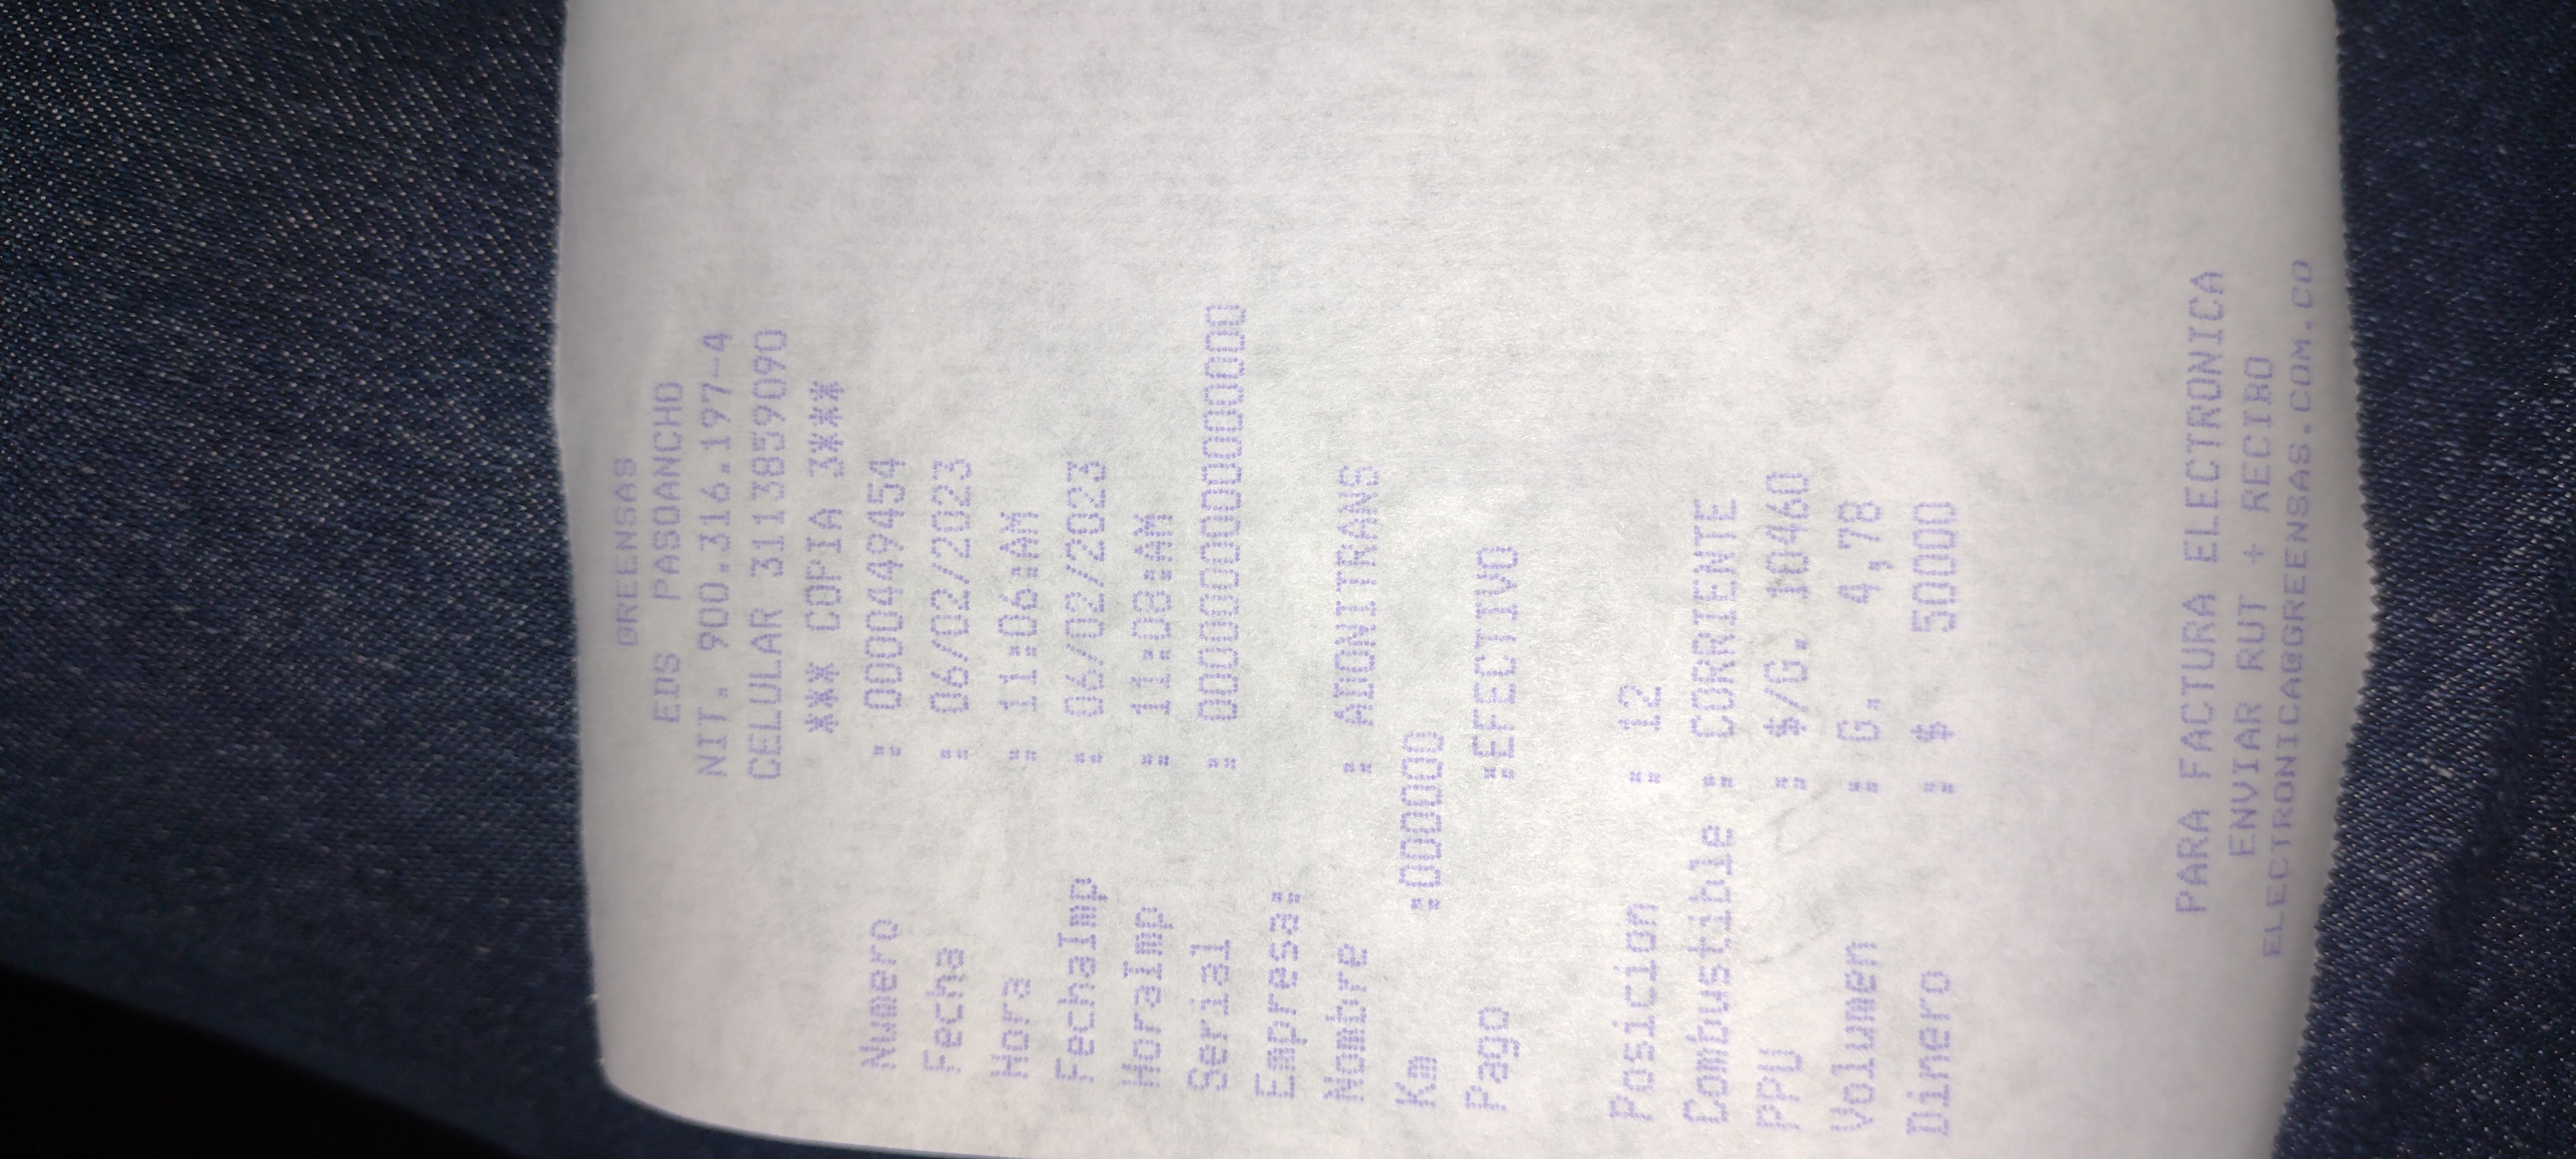 GREENSAS
EDS PASOANCHO
NIT. 900.316.197-4
CELULAR 3113859090
*** COPIA 3***
Numero : 0000449454
Fecha : 06/02/2023
Hora : 11:06:AM
FechaImp : 06/02/2023
HoraImp : 11:08:AM
Serial : 0000000000000000
Empresa:
Nombre : ADONITRANS
Km :0000000
Pago :EFECTIVO
Posicion : 12
Combustible : CORRIENTE
PPU : $/G. 10460
Volumen : G. 4,78
Dinero : $ 50000
PARA FACTURA ELECTRONICA
ENVIAR RUT + RECIBO
ELECTRONICA@GREENSAS.COM.CO